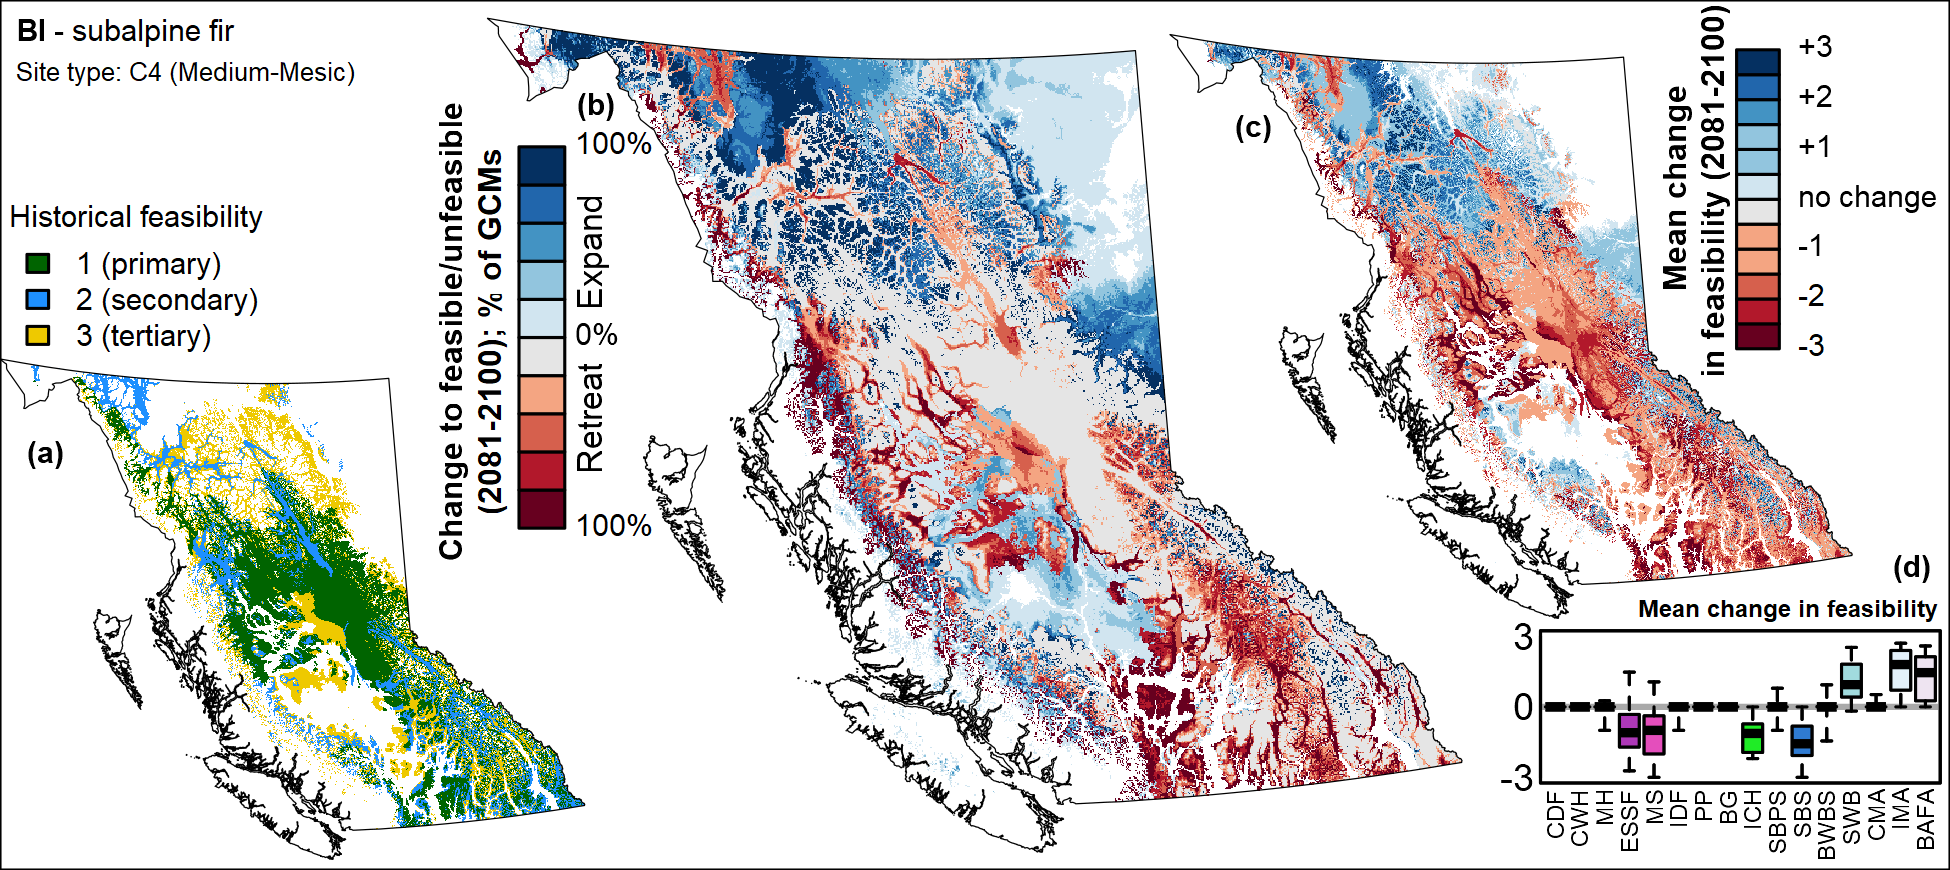 Bl - subalpine fir
Site type: C4 (Medium-Mesic)
Historical feasibility
1 (primary)
2 (secondary)
3 (tertiary)
(a)
(b)
Change to feasible/unfeasible
(2081-2100); % of GCMs
100%
Expand
0%
Retreat
100%
(c)
Mean change
in feasibility (2081-2100)
+3
+2
+1
no change
-1
-2
-3
(d)
Mean change in feasibility
3
0
-3
CDF
CWH
MH
ESSF
MS
IDF
PP
BG
ICH
SBPS
SBS
BWBS
SWB
CMA
IMA
BAFA